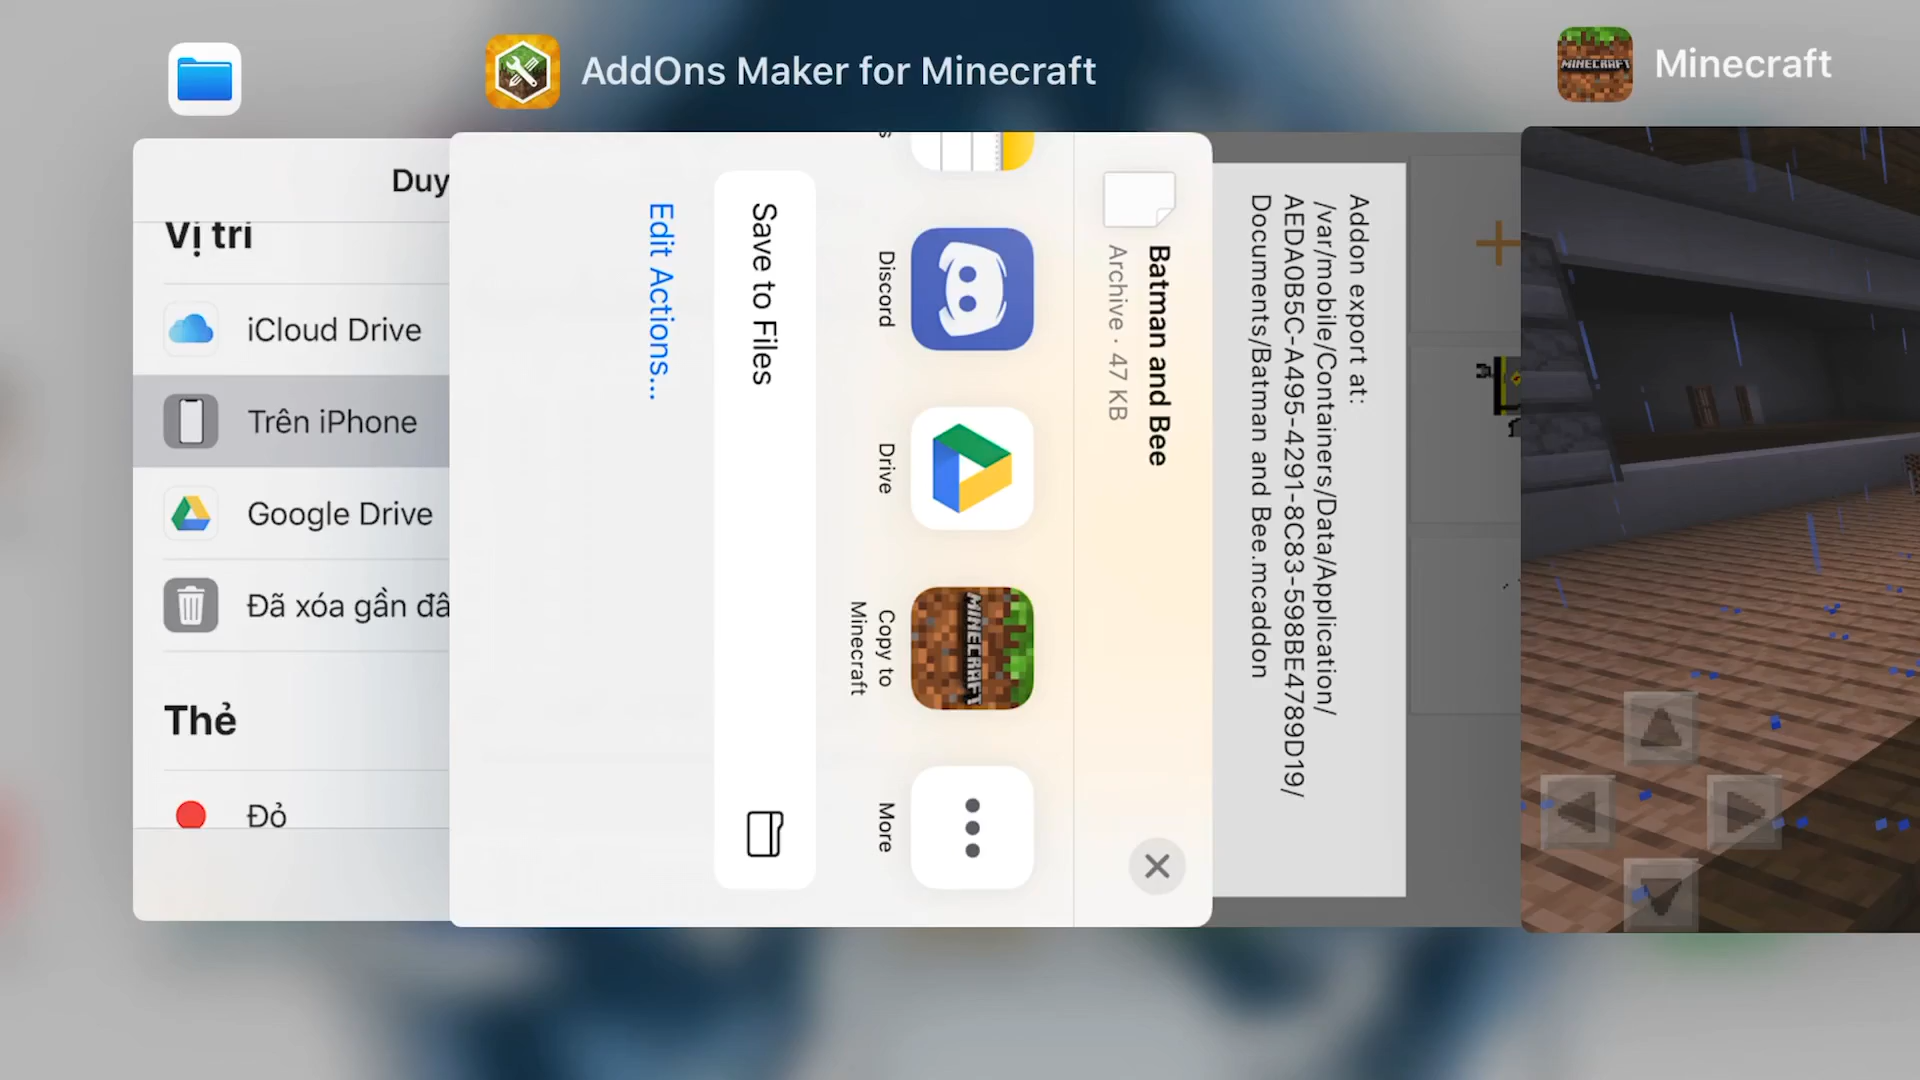 AddOns Maker for Minecraft
MINECRAFT
Minecraft
Duy
Vị trí
iCloud Drive
Trên iPhone
Google Drive
Đã xóa gần đâ
Thẻ
Đỏ
Addon export at:
/var/mobile/Containers/Data/Application/
AEDA0B5C-A495-4291-8C83-598BE4789D19/
Documents/Batman and Bee.mcaddon
Batman and Bee
Archive · 47 KB
s
Discord
Drive
MINECRAFT
Copy to
Minecraft
More
Save to Files
Edit Actions...